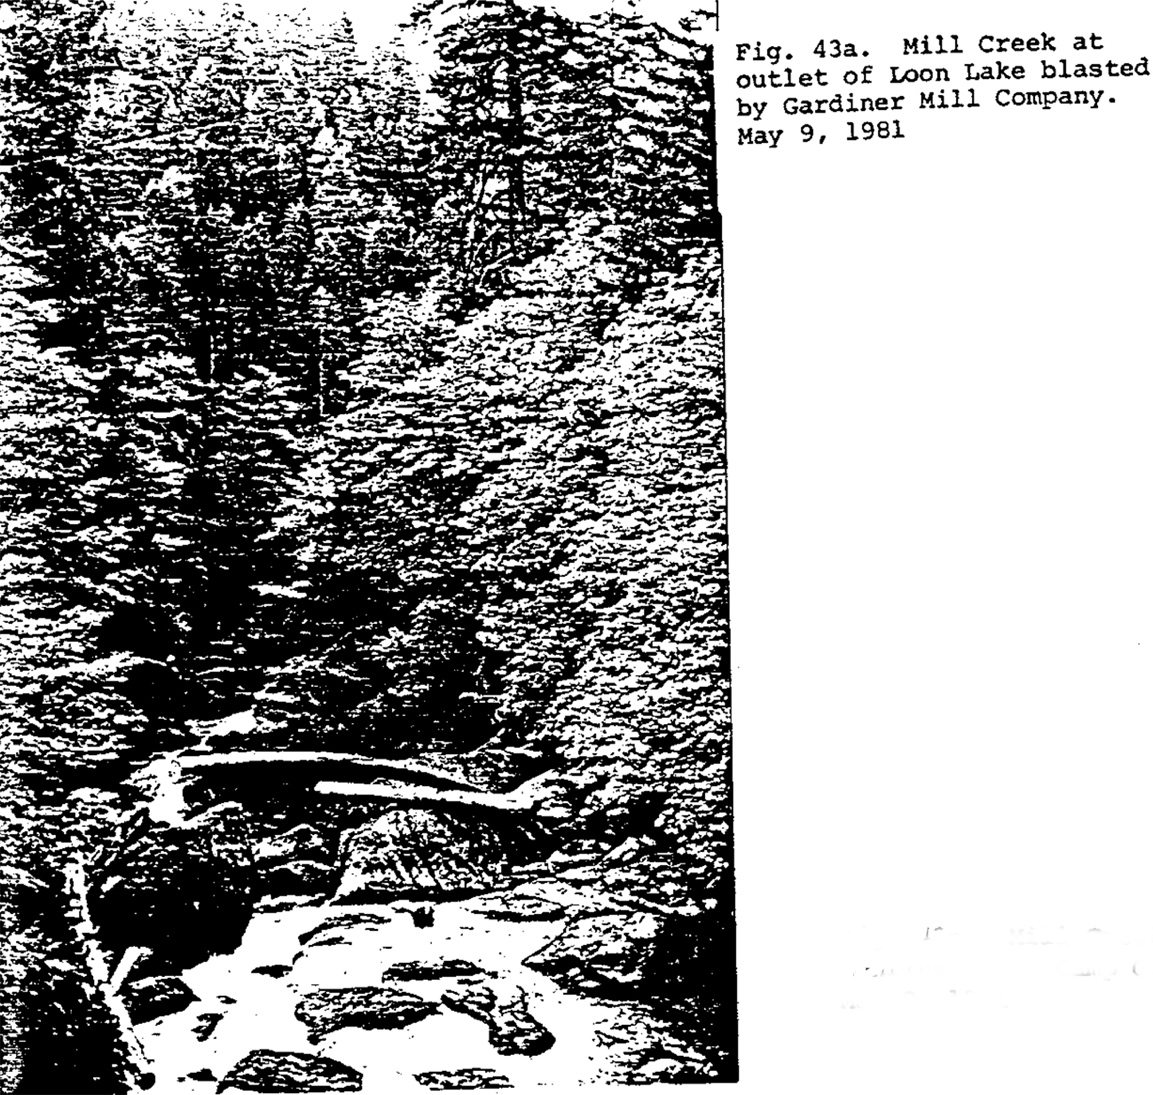 Fig. 43a. Mill Creek at
outlet of Loon Lake blasted
by Gardiner Mill Company.
May 9, 1981